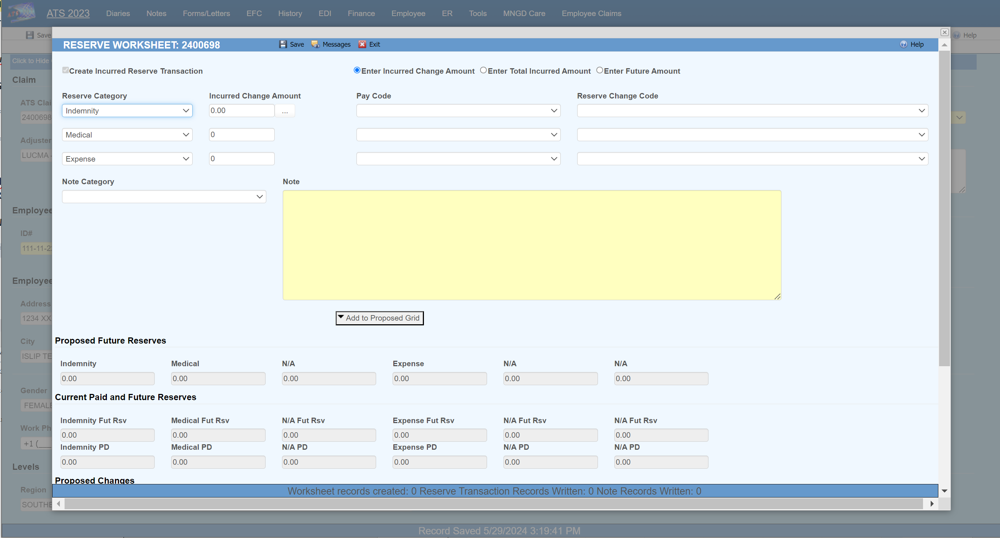 ATS 2023 Diaries Notes Forms/Letters EFC History EDI Finance Employee ER Tools MNGD Care Employee Claims
Save Help
RESERVE WORKSHEET: 2400698 Save Messages Exit Help
Click to Hide
Create Incurred Reserve Transaction Enter Incurred Change Amount Enter Total Incurred Amount Enter Future Amount
Claim
Reserve Category Incurred Change Amount Pay Code Reserve Change Code
ATS Clai
Indemnity 0.00 ...
2400698
Medical 0
Adjuster
LUCMA -
Expense 0
Note Category Note
Employee
ID#
111-11-22
Employee
Address
1234 XX
Add to Proposed Grid
City
Proposed Future Reserves
ISLIP TE
Indemnity Medical N/A Expense N/A N/A
0.00 0.00 0.00 0.00 0.00 0.00
Gender
Current Paid and Future Reserves
FEMALE
Indemnity Fut Rsv Medical Fut Rsv N/A Fut Rsv Expense Fut Rsv N/A Fut Rsv N/A Fut Rsv
Work Ph
0.00 0.00 0.00 0.00 0.00 0.00
+1 (___
Indemnity PD Medical PD N/A PD Expense PD N/A PD N/A PD
0.00 0.00 0.00 0.00 0.00 0.00
Levels
Proposed Changes
Region
Worksheet records created: 0 Reserve Transaction Records Written: 0 Note Records Written: 0
SOUTHE
Record Saved 5/29/2024 3:19:41 PM